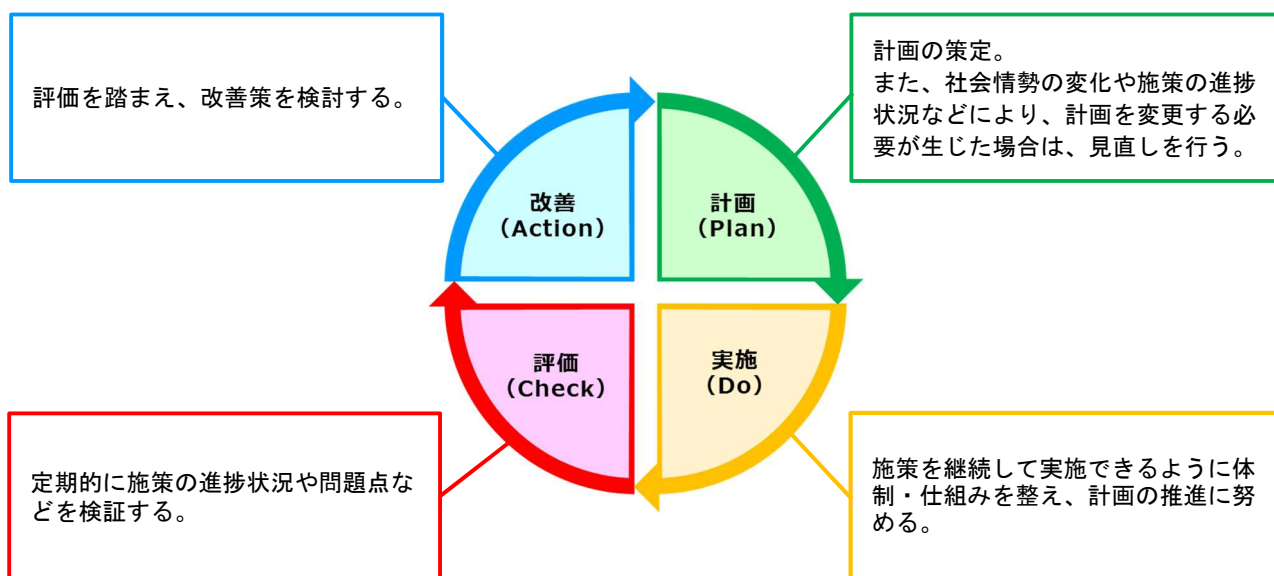 評価を踏まえ、改善策を検討する。
計画の策定。
また、社会情勢の変化や施策の進捗
状況などにより、計画を変更する必
要が生じた場合は、見直しを行う。
改善
(Action)
計画
(Plan)
評価
(Check)
実施
(Do)
定期的に施策の進捗状況や問題点な
どを検証する。
施策を継続して実施できるように体
制・仕組みを整え、計画の推進に努
める。